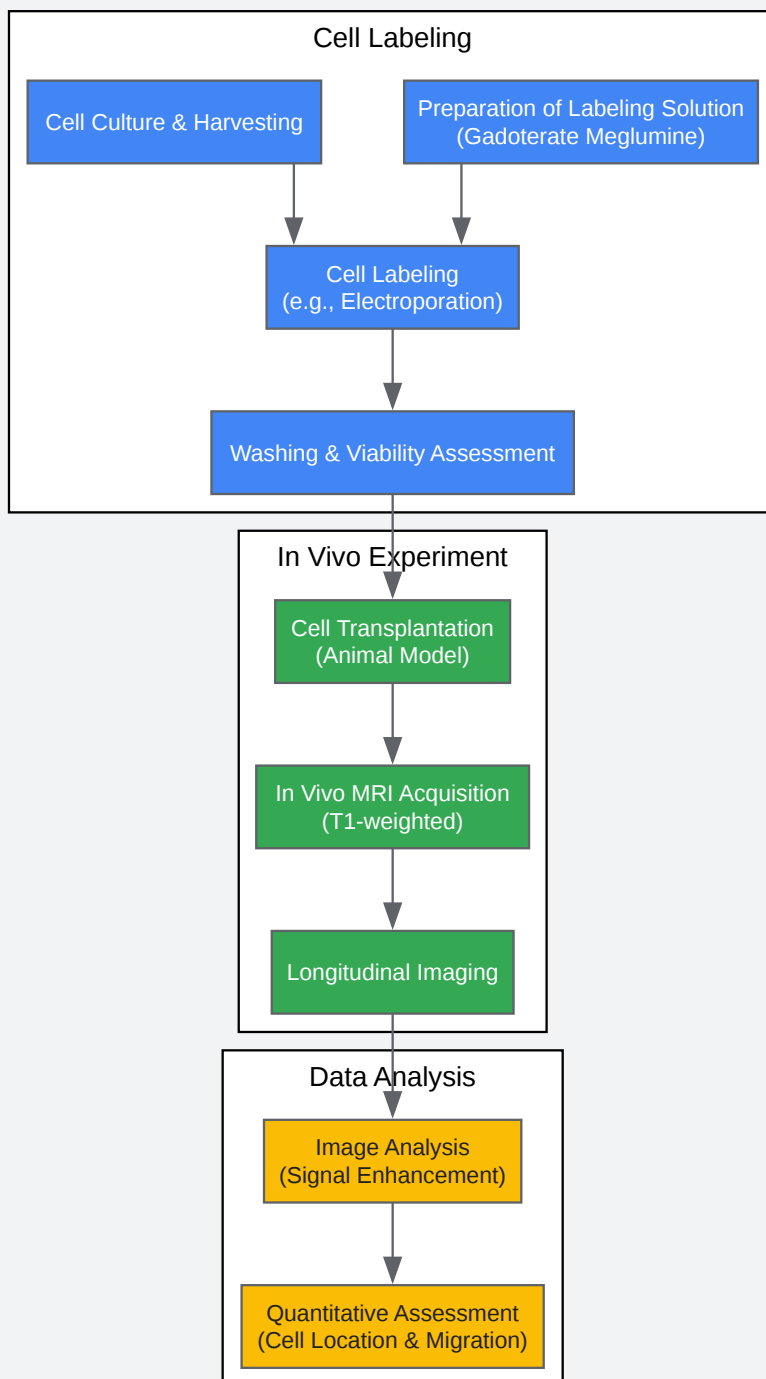 Cell Labeling
Cell Culture & Harvesting
Preparation of Labeling Solution
(Gadoterate Meglumine)
Cell Labeling
(e.g., Electroporation)
Washing & Viability Assessment
In Vivo Experiment
Cell Transplantation
(Animal Model)
In Vivo MRI Acquisition
(T1-weighted)
Longitudinal Imaging
Data Analysis
Image Analysis
(Signal Enhancement)
Quantitative Assessment
(Cell Location & Migration)